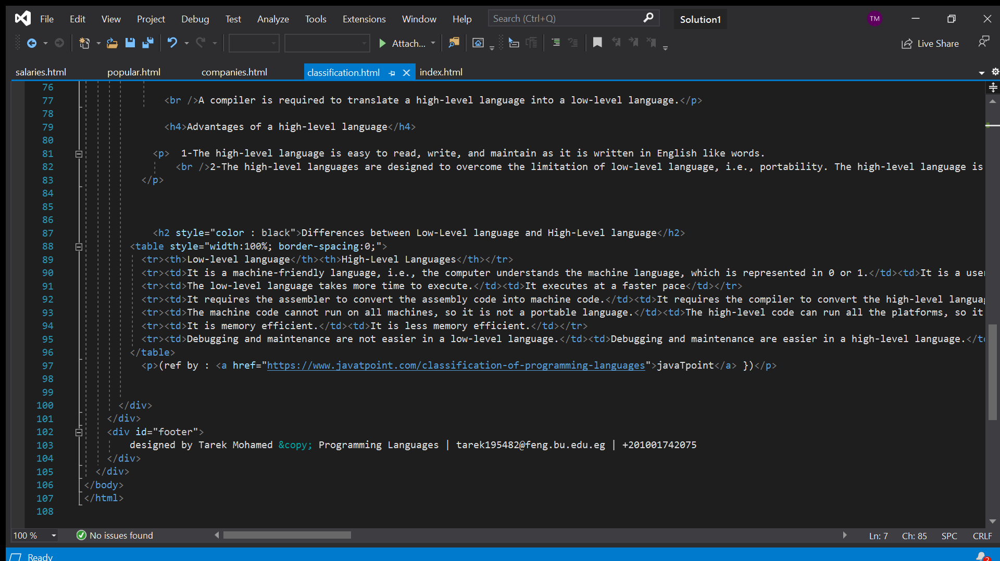 File Edit View Project Debug Test Analyze Tools Extensions Window Help Search (Ctrl+Q) Solution1 TM
Attach... Live Share
salaries.html popular.html companies.html classification.html index.html
76
77 <br />A compiler is required to translate a high-level language into a low-level language.</p>
78
79 <h4>Advantages of a high-level language</h4>
80
81 <p> 1-The high-level language is easy to read, write, and maintain as it is written in English like words.
82 <br />2-The high-level languages are designed to overcome the limitation of low-level language, i.e., portability. The high-level language is
83 </p>
84
85
86
87 <h2 style="color : black">Differences between Low-Level language and High-Level language</h2>
88 <table style="width:100%; border-spacing:0;">
89 <tr><th>Low-level language</th><th>High-Level Languages</th></tr>
90 <tr><td>It is a machine-friendly language, i.e., the computer understands the machine language, which is represented in 0 or 1.</td><td>It is a use
91 <tr><td>The low-level language takes more time to execute.</td><td>It executes at a faster pace</td></tr>
92 <tr><td>It requires the assembler to convert the assembly code into machine code.</td><td>It requires the compiler to convert the high-level langua
93 <tr><td>The machine code cannot run on all machines, so it is not a portable language.</td><td>The high-level code can run all the platforms, so it
94 <tr><td>It is memory efficient.</td><td>It is less memory efficient.</td></tr>
95 <tr><td>Debugging and maintenance are not easier in a low-level language.</td><td>Debugging and maintenance are easier in a high-level language.</t
96 </table>
97 <p>(ref by : <a href="https://www.javatpoint.com/classification-of-programming-languages">javaTpoint</a> })</p>
98
99
100 </div>
101 </div>
102 <div id="footer">
103 designed by Tarek Mohamed &copy; Programming Languages | tarek195482@feng.bu.edu.eg | +201001742075
104 </div>
105 </div>
106 </body>
107 </html>
108
100 % No issues found Ln: 7 Ch: 85 SPC CRLF
Ready 2